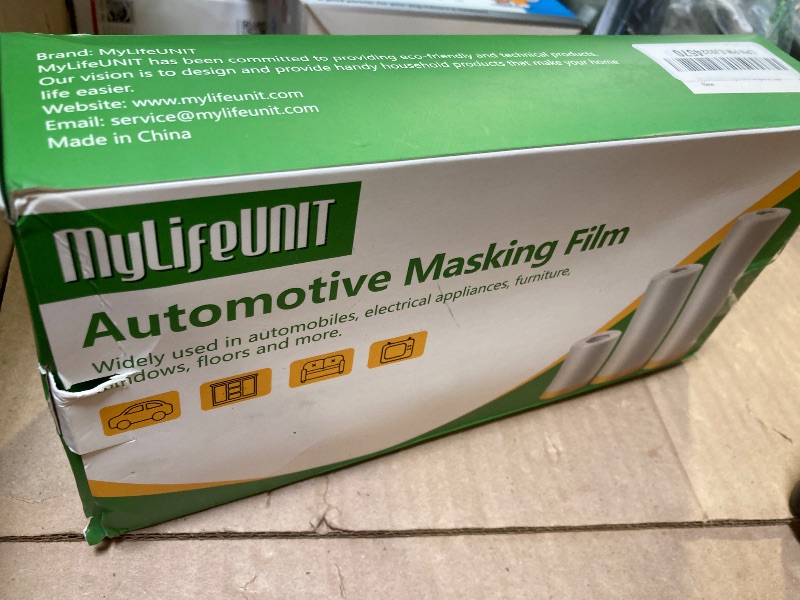 Brand: MyLifeUNIT
MyLifeUNIT has been committed to providing eco-friendly and technical products.
Our vision is to design and provide handy household products that make your home
life easier.
Website: www.mylifeunit.com
Email: service@mylifeunit.com
Made in China
MyLifeUNIT
Automotive Masking Film
Widely used in automobiles, electrical appliances, furniture,
windows, floors and more.